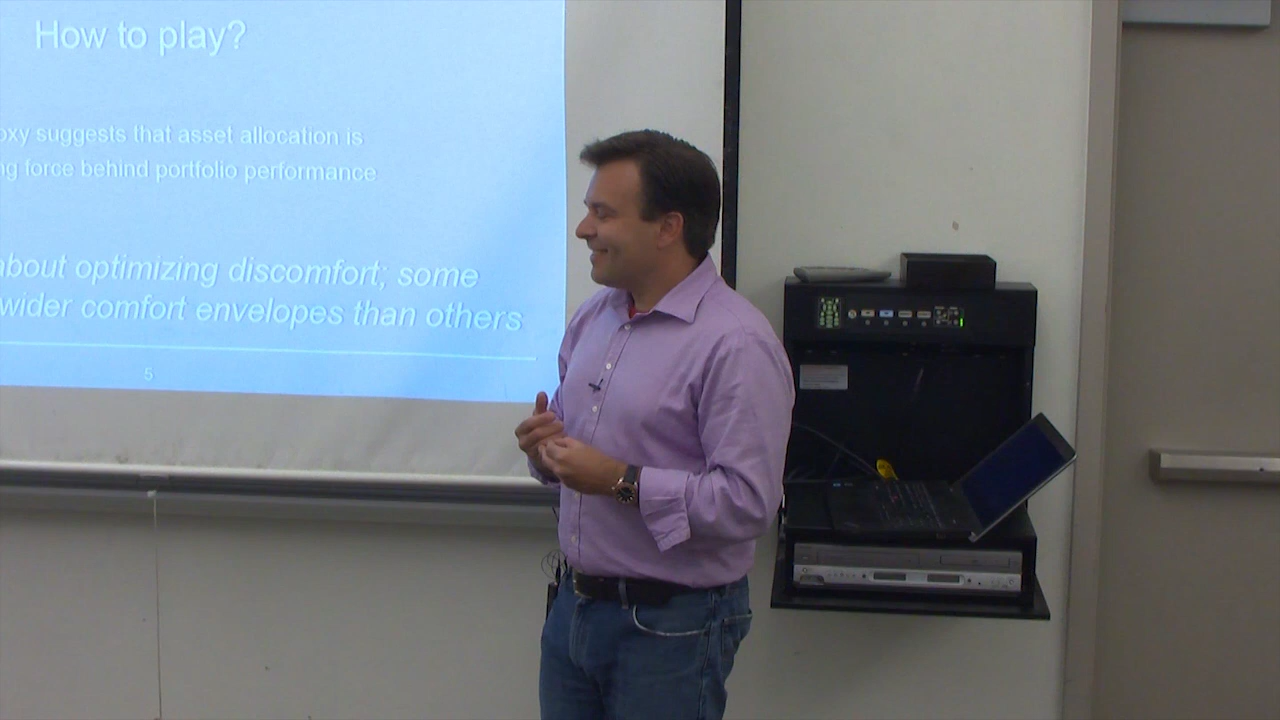 How to play?
oxy suggests that asset allocation is
ng force behind portfolio performance
about optimizing discomfort; some
wider comfort envelopes than others
5